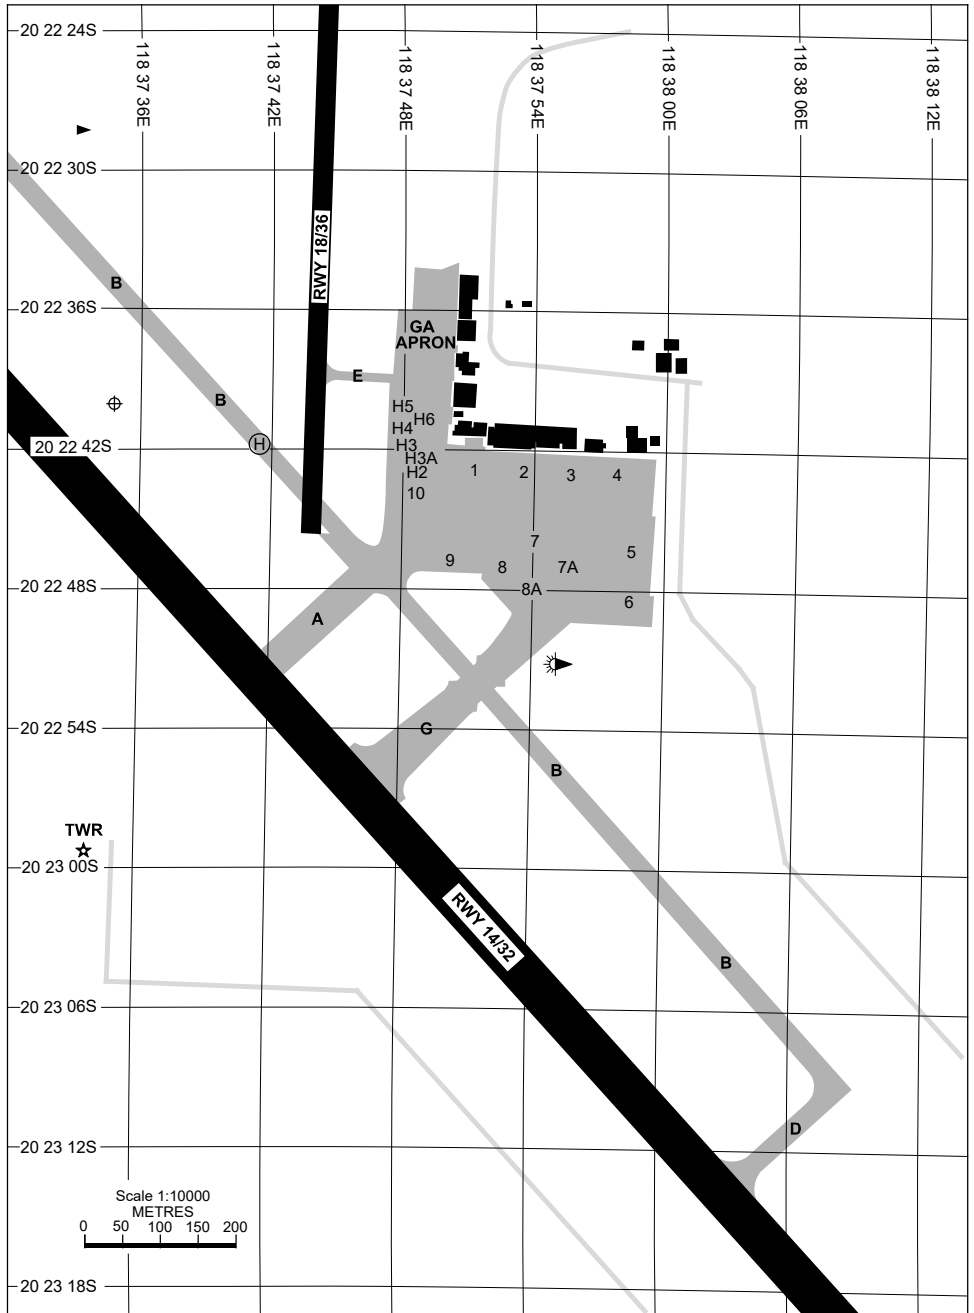 20 22 24S
118 37 36E
118 37 42E
118 37 48E
118 37 54E
118 38 00E
118 38 06E
118 38 12E
20 22 30S
RWY 18/36
B
20 22 36S
GA
APRON
E
B
H5
H6
H4
H
20 22 42S
H3
H3A
H2
1
2
3
4
10
7
5
9
8
7A
20 22 48S
8A
6
A
20 22 54S
G
B
TWR
20 23 00S
RWY 14/32
B
20 23 06S
D
20 23 12S
Scale 1:10000
METRES
0 50 100 150 200
20 23 18S